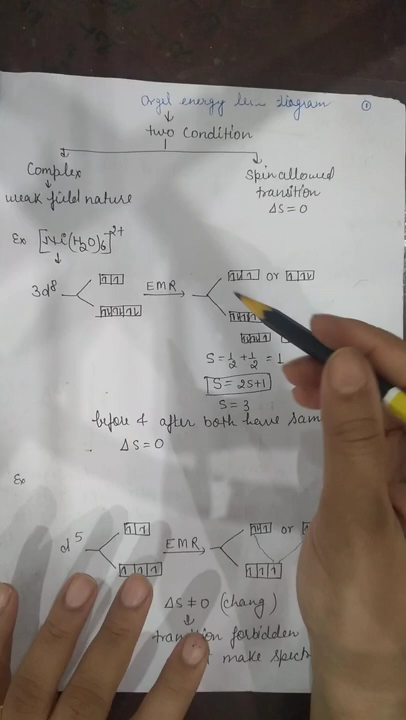 Orgel energy level diagram ①
two condition
Complex
weak field nature
Spin allowed
transition
ΔS = 0
Ex [Ni(H2O)6]2+
3d8
EMR
or
S = 1/2 + 1/2 = 1
S = 2S+1
S = 3
before & after both have sam
ΔS = 0
Ex
d5
EMR
or
ΔS ≠ 0 (chang)
forbidden
make spect